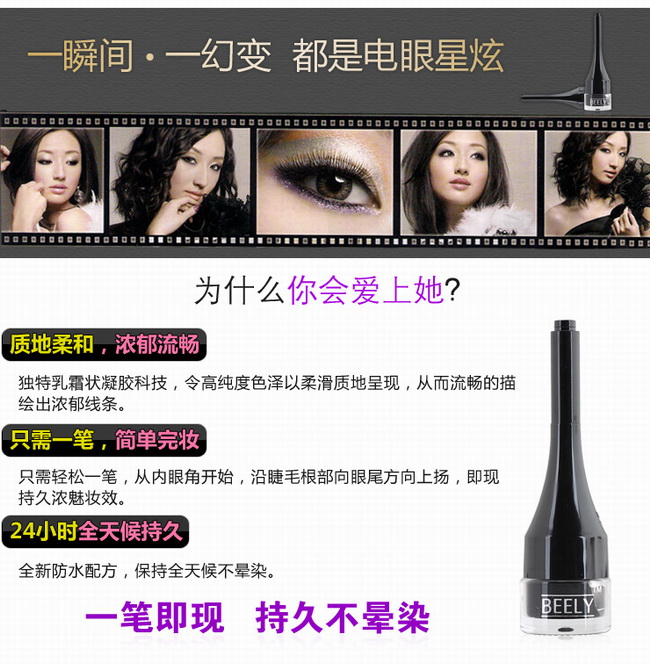 一瞬间·一幻变 都是电眼星炫
BEELY
为什么你会爱上她?
质地柔和，浓郁流畅
独特乳霜状凝胶科技，令高纯度色泽以柔滑质地呈现，从而流畅的描
绘出浓郁线条。
只需一笔，简单完妆
只需轻松一笔，从内眼角开始，沿睫毛根部向眼尾方向上扬，即现
持久浓魅妆效。
24小时全天候持久
全新防水配方，保持全天候不晕染。
BEELY™
一笔即现 持久不晕染